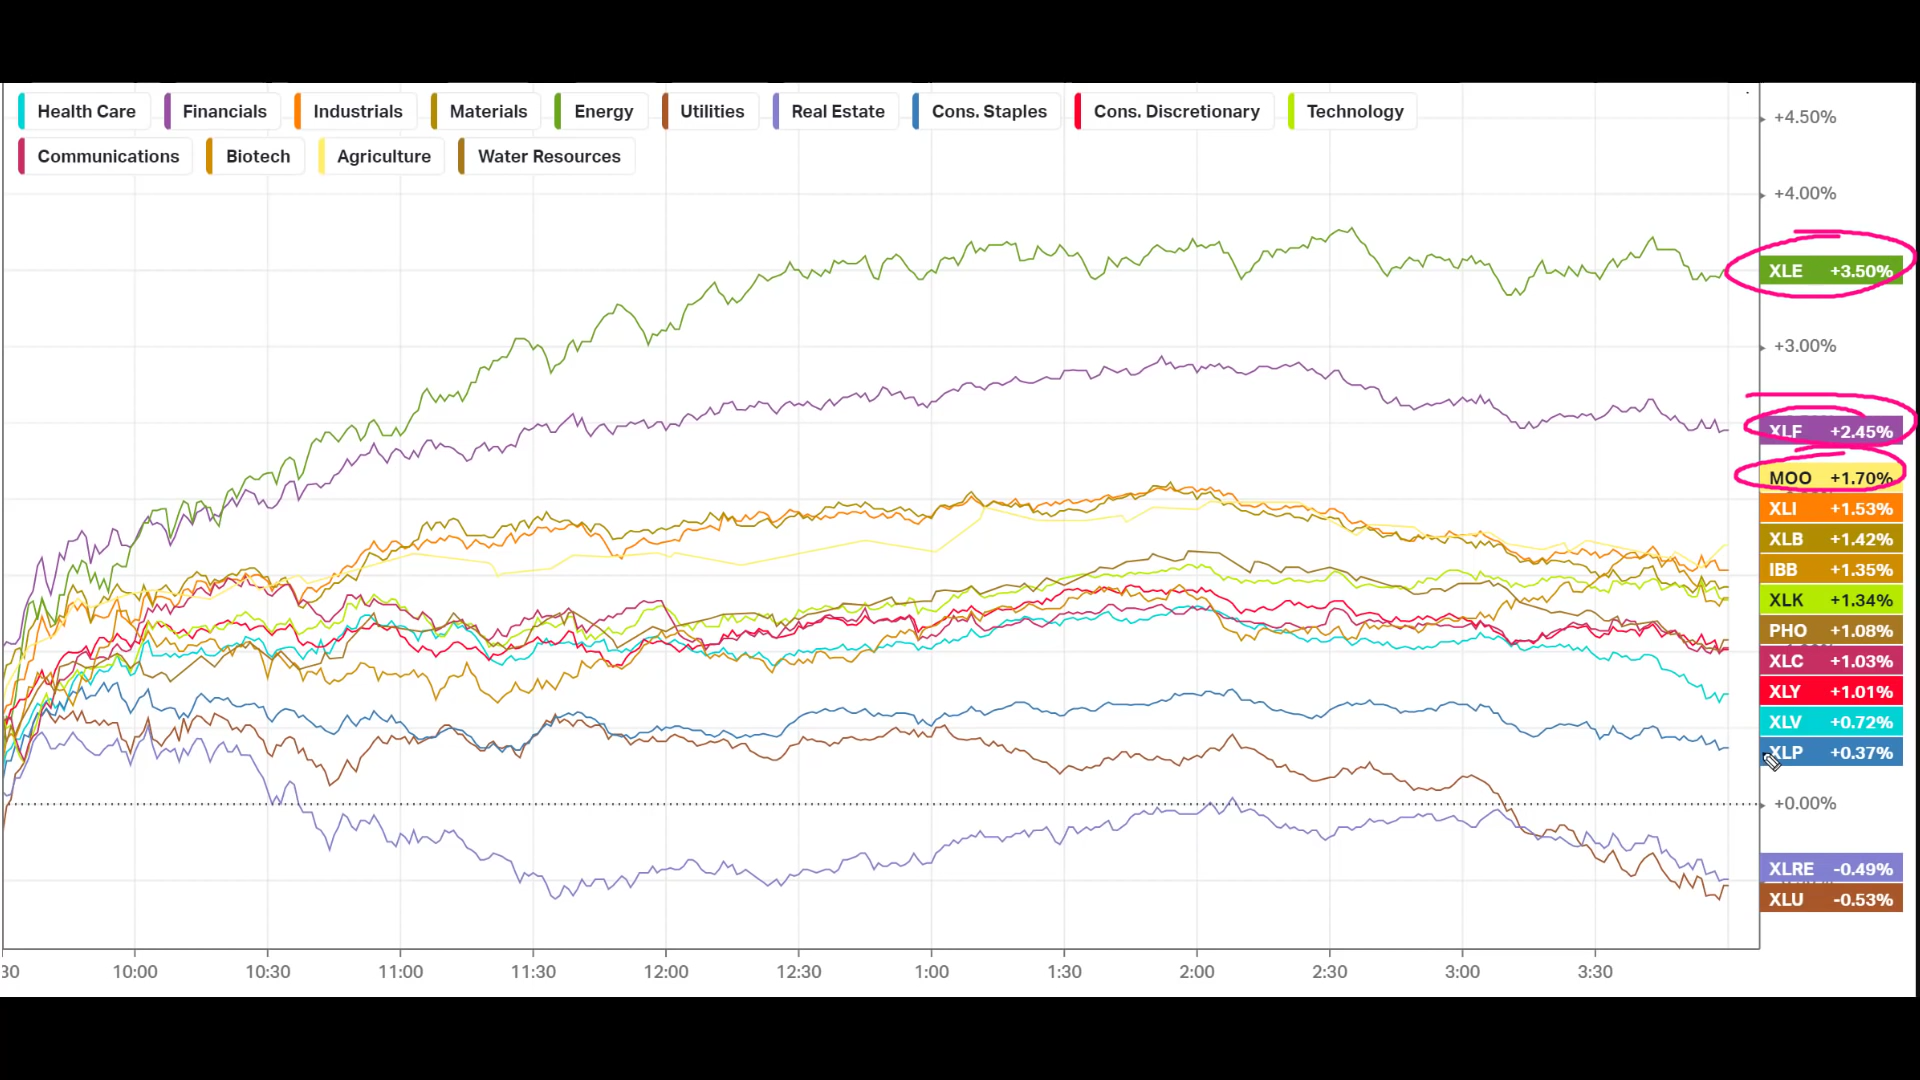 Health Care Financials Industrials Materials Energy Utilities Real Estate Cons. Staples Cons. Discretionary Technology
Communications Biotech Agriculture Water Resources
+4.50%
+4.00%
XLE +3.50%
+3.00%
XLF +2.45%
MOO +1.70%
XLI +1.53%
XLB +1.42%
IBB +1.35%
XLK +1.34%
PHO +1.08%
XLC +1.03%
XLY +1.01%
XLV +0.72%
XLP +0.37%
+0.00%
XLRE -0.49%
XLU -0.53%
30 10:00 10:30 11:00 11:30 12:00 12:30 1:00 1:30 2:00 2:30 3:00 3:30